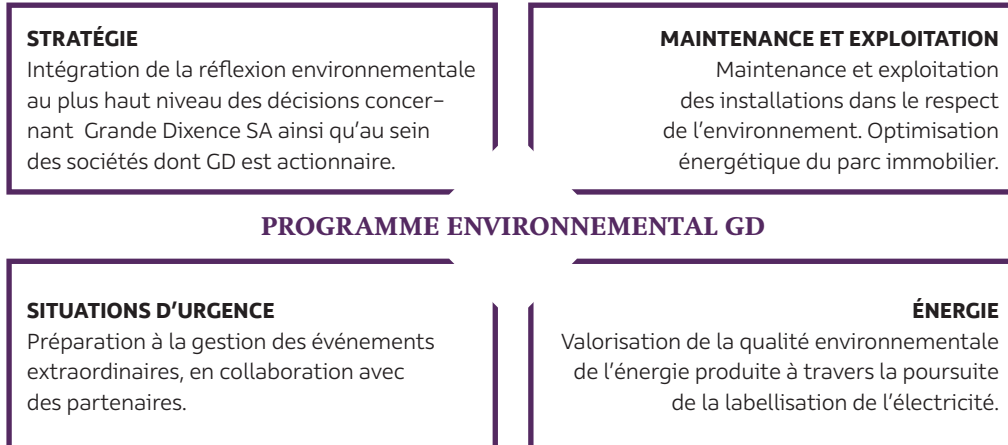 STRATÉGIE
Intégration de la réflexion environnementale
au plus haut niveau des décisions concer–
nant Grande Dixence SA ainsi qu'au sein
des sociétés dont GD est actionnaire.
MAINTENANCE ET EXPLOITATION
Maintenance et exploitation
des installations dans le respect
de l'environnement. Optimisation
énergétique du parc immobilier.
PROGRAMME ENVIRONNEMENTAL GD
SITUATIONS D'URGENCE
Préparation à la gestion des événements
extraordinaires, en collaboration avec
des partenaires.
ÉNERGIE
Valorisation de la qualité environnementale
de l'énergie produite à travers la poursuite
de la labellisation de l'électricité.